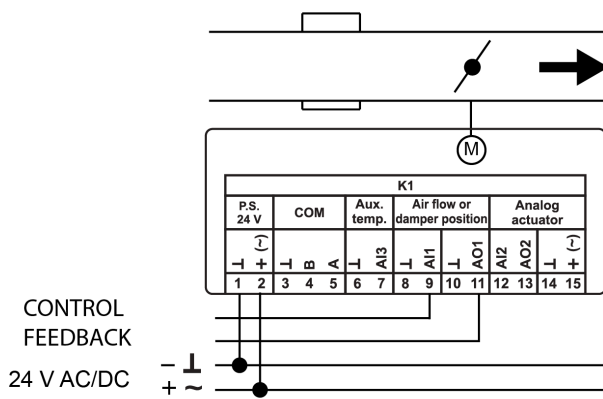 M
K1
P.S. 24 V
COM
Aux. temp.
Air flow or damper position
Analog actuator
⊥ + (~) ⊥ B A ⊥ AI3 ⊥ AI1 ⊥ AO1 AI2 AO2 ⊥ + (~)
1 2 3 4 5 6 7 8 9 10 11 12 13 14 15
CONTROL
FEEDBACK
24 V AC/DC
− ⊥
+ ~